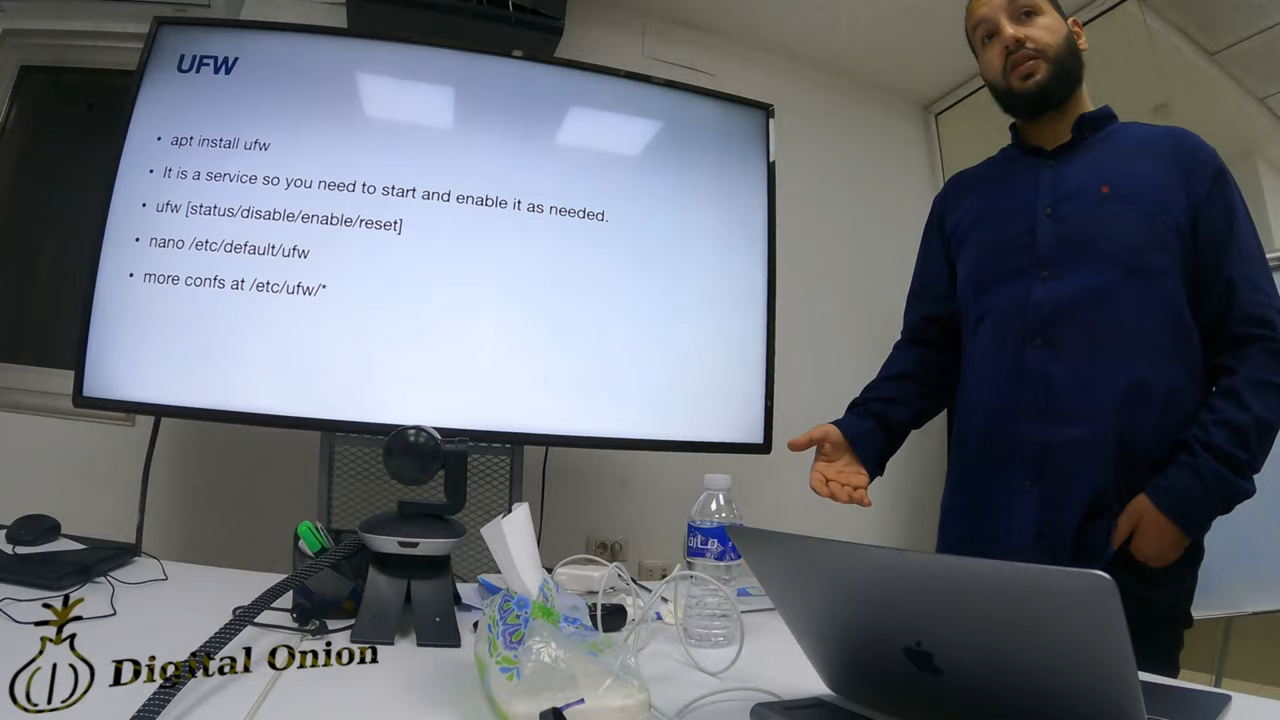 UFW
• apt install ufw
• It is a service so you need to start and enable it as needed.
• ufw [status/disable/enable/reset]
• nano /etc/default/ufw
• more confs at /etc/ufw/*
Digital Onion